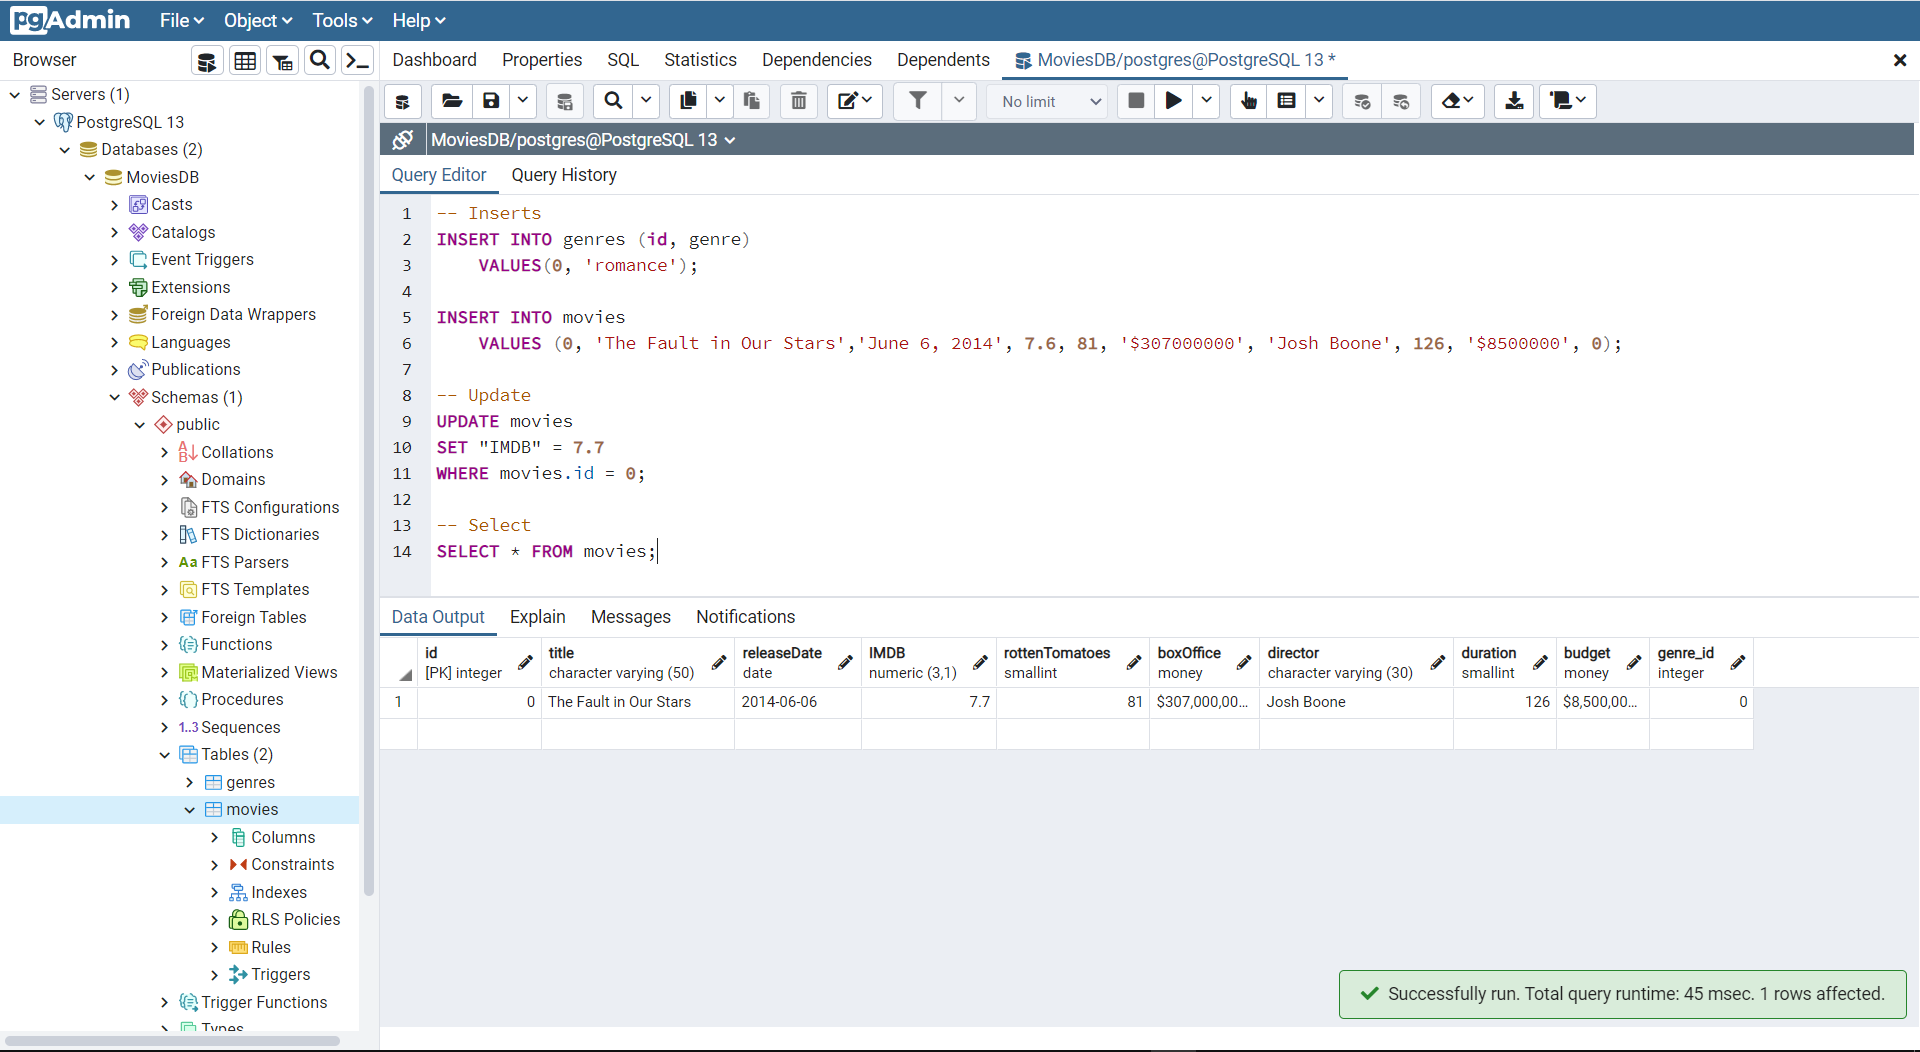 pgAdmin File Object Tools Help
Browser
Dashboard Properties SQL Statistics Dependencies Dependents MoviesDB/postgres@PostgreSQL 13 *
Servers (1)
PostgreSQL 13
Databases (2)
MoviesDB
Casts
Catalogs
Event Triggers
Extensions
Foreign Data Wrappers
Languages
Publications
Schemas (1)
public
Collations
Domains
FTS Configurations
FTS Dictionaries
Aa FTS Parsers
FTS Templates
Foreign Tables
Functions
Materialized Views
Procedures
1..3 Sequences
Tables (2)
genres
movies
Columns
Constraints
Indexes
RLS Policies
Rules
Triggers
Trigger Functions
Types
No limit
MoviesDB/postgres@PostgreSQL 13
Query Editor Query History
1 -- Inserts
2 INSERT INTO genres (id, genre)
3 VALUES(0, 'romance');
4
5 INSERT INTO movies
6 VALUES (0, 'The Fault in Our Stars','June 6, 2014', 7.6, 81, '$307000000', 'Josh Boone', 126, '$8500000', 0);
7
8 -- Update
9 UPDATE movies
10 SET "IMDB" = 7.7
11 WHERE movies.id = 0;
12
13 -- Select
14 SELECT * FROM movies;
Data Output Explain Messages Notifications
id title releaseDate IMDB rottenTomatoes boxOffice director duration budget genre_id
[PK] integer character varying (50) date numeric (3,1) smallint money character varying (30) smallint money integer
1 0 The Fault in Our Stars 2014-06-06 7.7 81 $307,000,00... Josh Boone 126 $8,500,00... 0
Successfully run. Total query runtime: 45 msec. 1 rows affected.